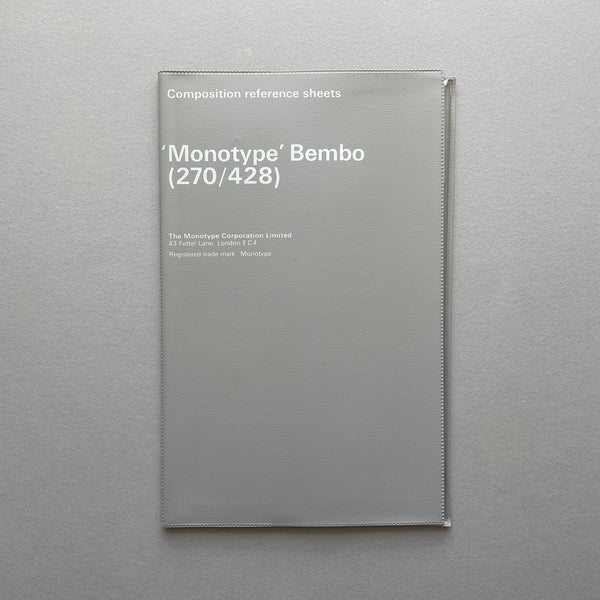 Composition reference sheets
‘Monotype’ Bembo
(270/428)
The Monotype Corporation Limited
43 Fetter Lane, London EC4
Registered trade mark Monotype